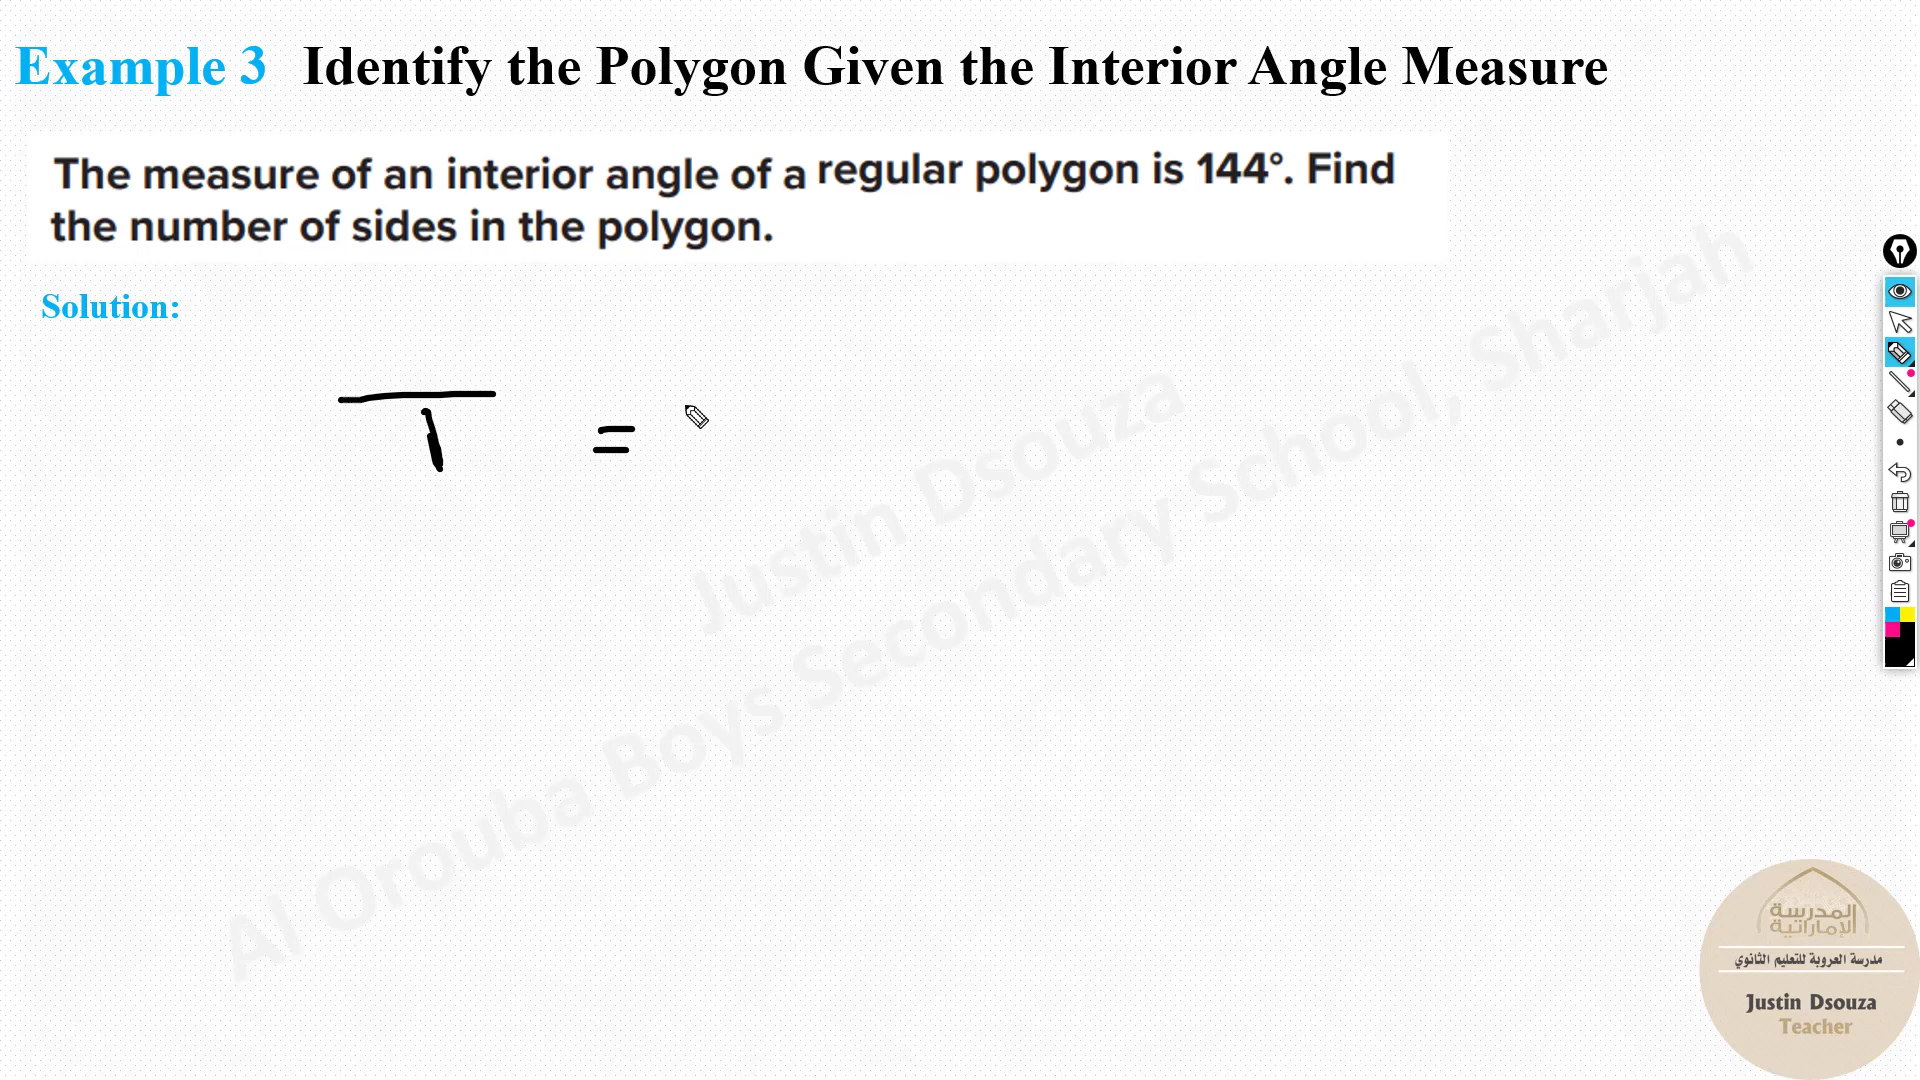 Example 3 Identify the Polygon Given the Interior Angle Measure
The measure of an interior angle of a regular polygon is 144°. Find
the number of sides in the polygon.
Solution:
1 =
Justin Dsouza
Al Orouba Boys Secondary School, Sharjah
المدرسة
الإماراتية
مدرسة العروبة للتعليم الثانوي
Justin Dsouza
Teacher